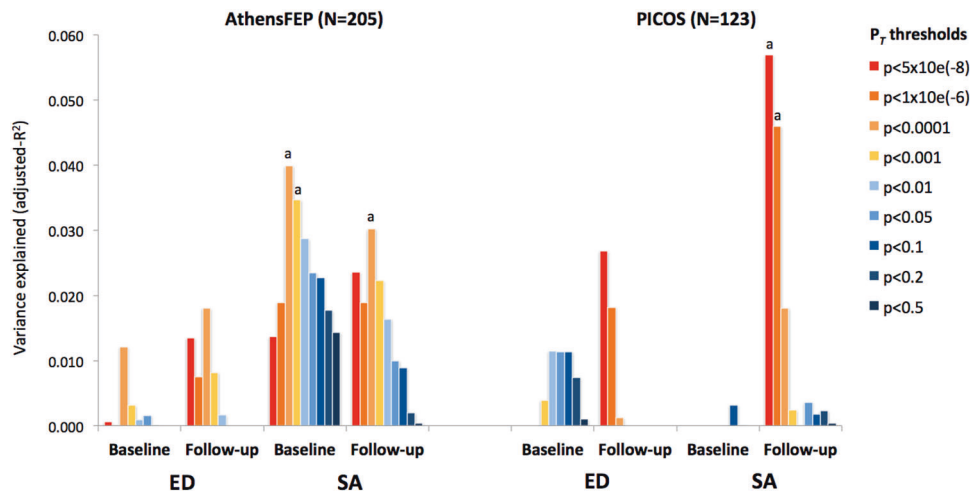 AthensFEP (N=205)
PICOS (N=123)
P_T thresholds
p<5x10e(-8)
p<1x10e(-6)
p<0.0001
p<0.001
p<0.01
p<0.05
p<0.1
p<0.2
p<0.5
Variance explained (adjusted-R²)
0.060
0.050
0.040
0.030
0.020
0.010
0.000
a
a
a
a
a
Baseline
Follow-up
Baseline
Follow-up
Baseline
Follow-up
Baseline
Follow-up
ED
SA
ED
SA